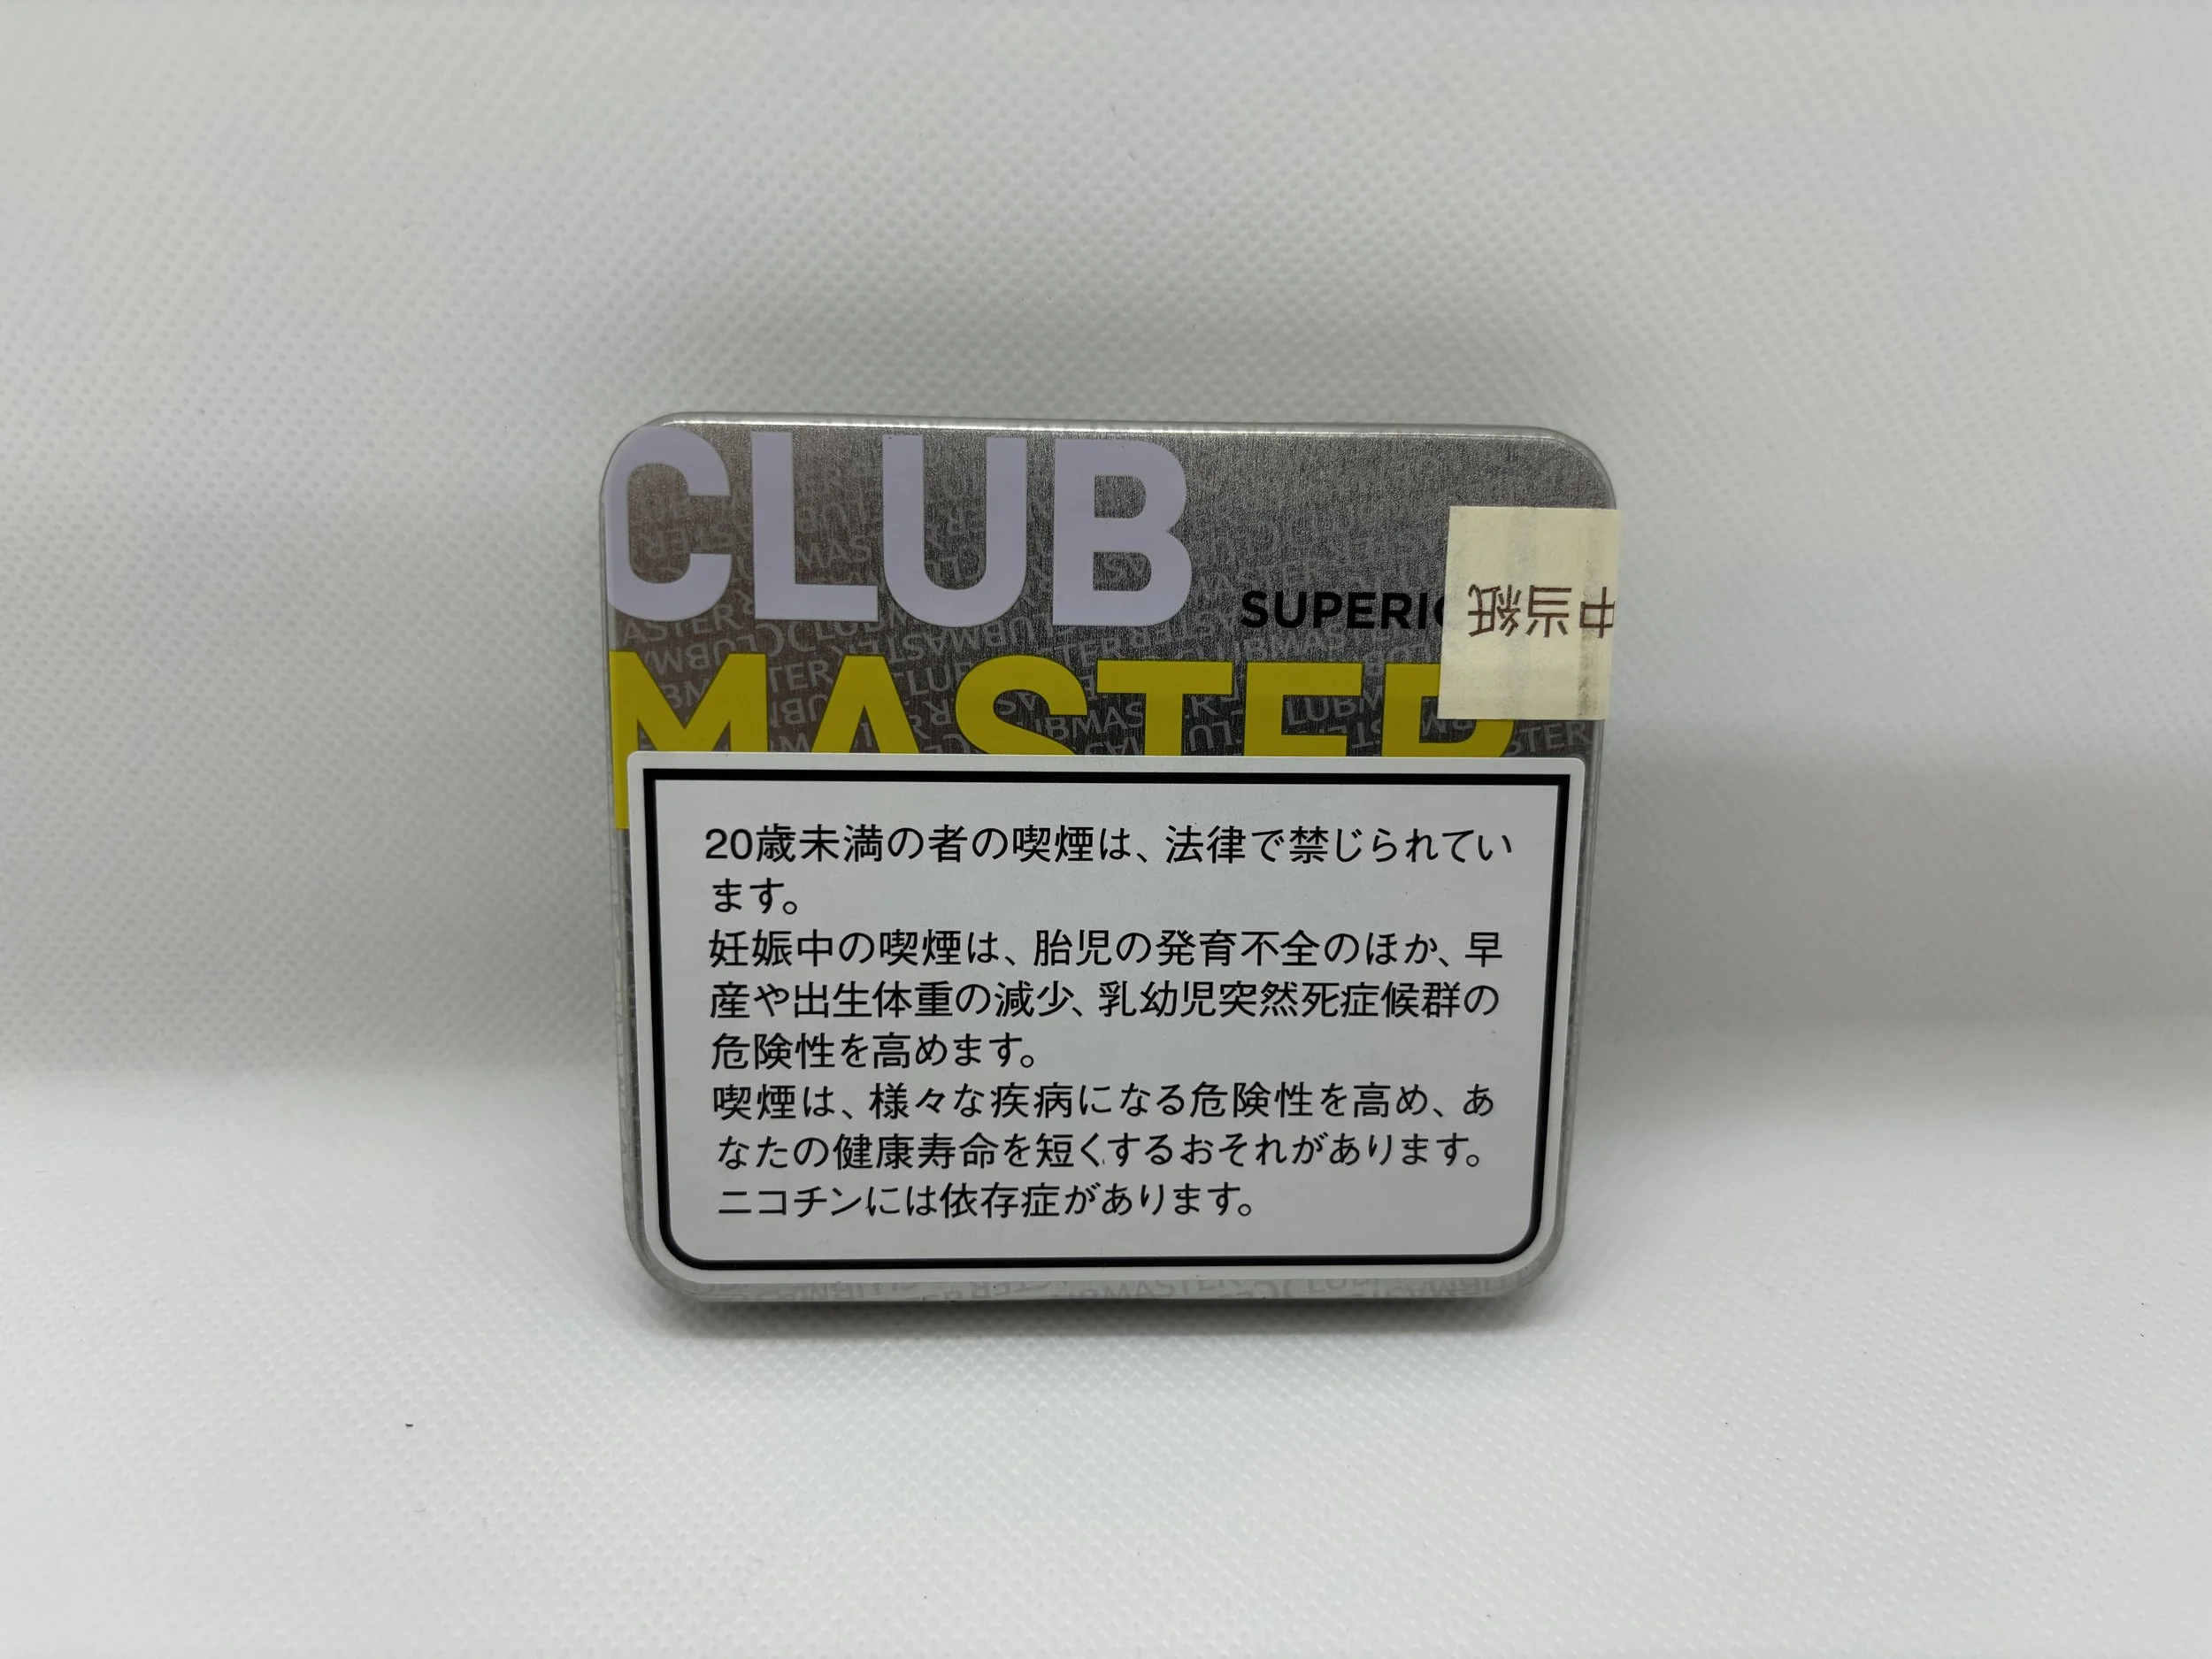 CLUB
SUPERIO
MASTER
20歳未満の者の喫煙は、法律で禁じられてい
ます。
妊娠中の喫煙は、胎児の発育不全のほか、早
産や出生体重の減少、乳幼児突然死症候群の
危険性を高めます。
喫煙は、様々な疾病になる危険性を高め、あ
なたの健康寿命を短くするおそれがあります。
ニコチンには依存症があります。